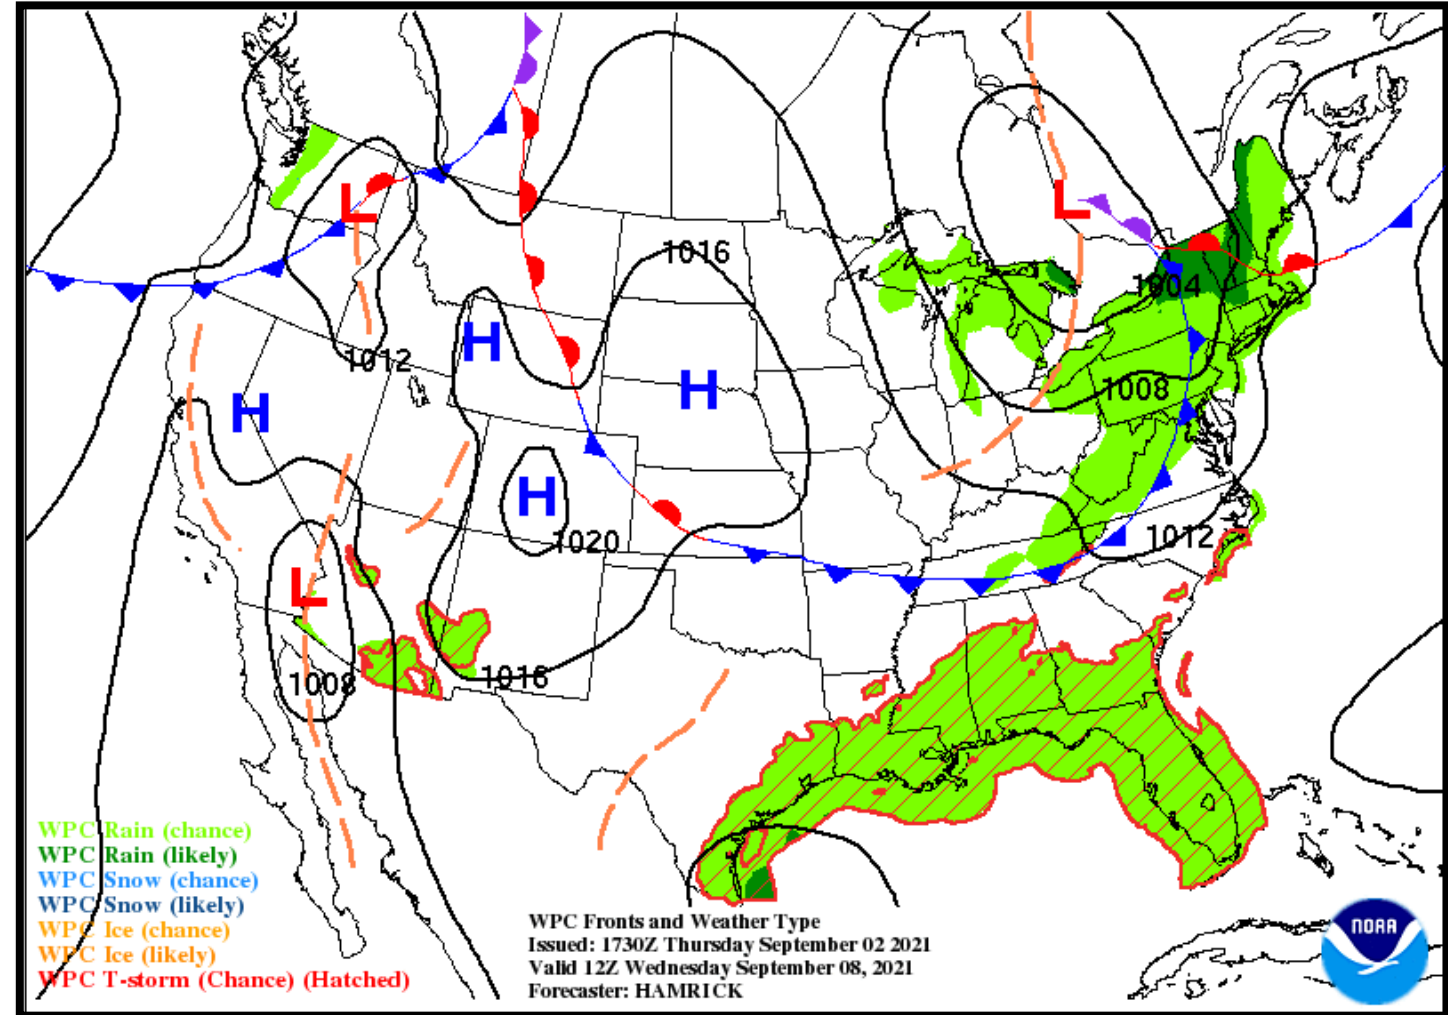 L
L
1016
1004
H
1012
H
H
1008
H
1020
1012
L
1008
1016
WPC Rain (chance)
WPC Rain (likely)
WPC Snow (chance)
WPC Snow (likely)
WPC Ice (chance)
WPC Ice (likely)
WPC T-storm (Chance) (Hatched)
WPC Fronts and Weather Type
Issued: 1730Z Thursday September 02 2021
Valid 12Z Wednesday September 08, 2021
Forecaster: HAMRICK
NOAA